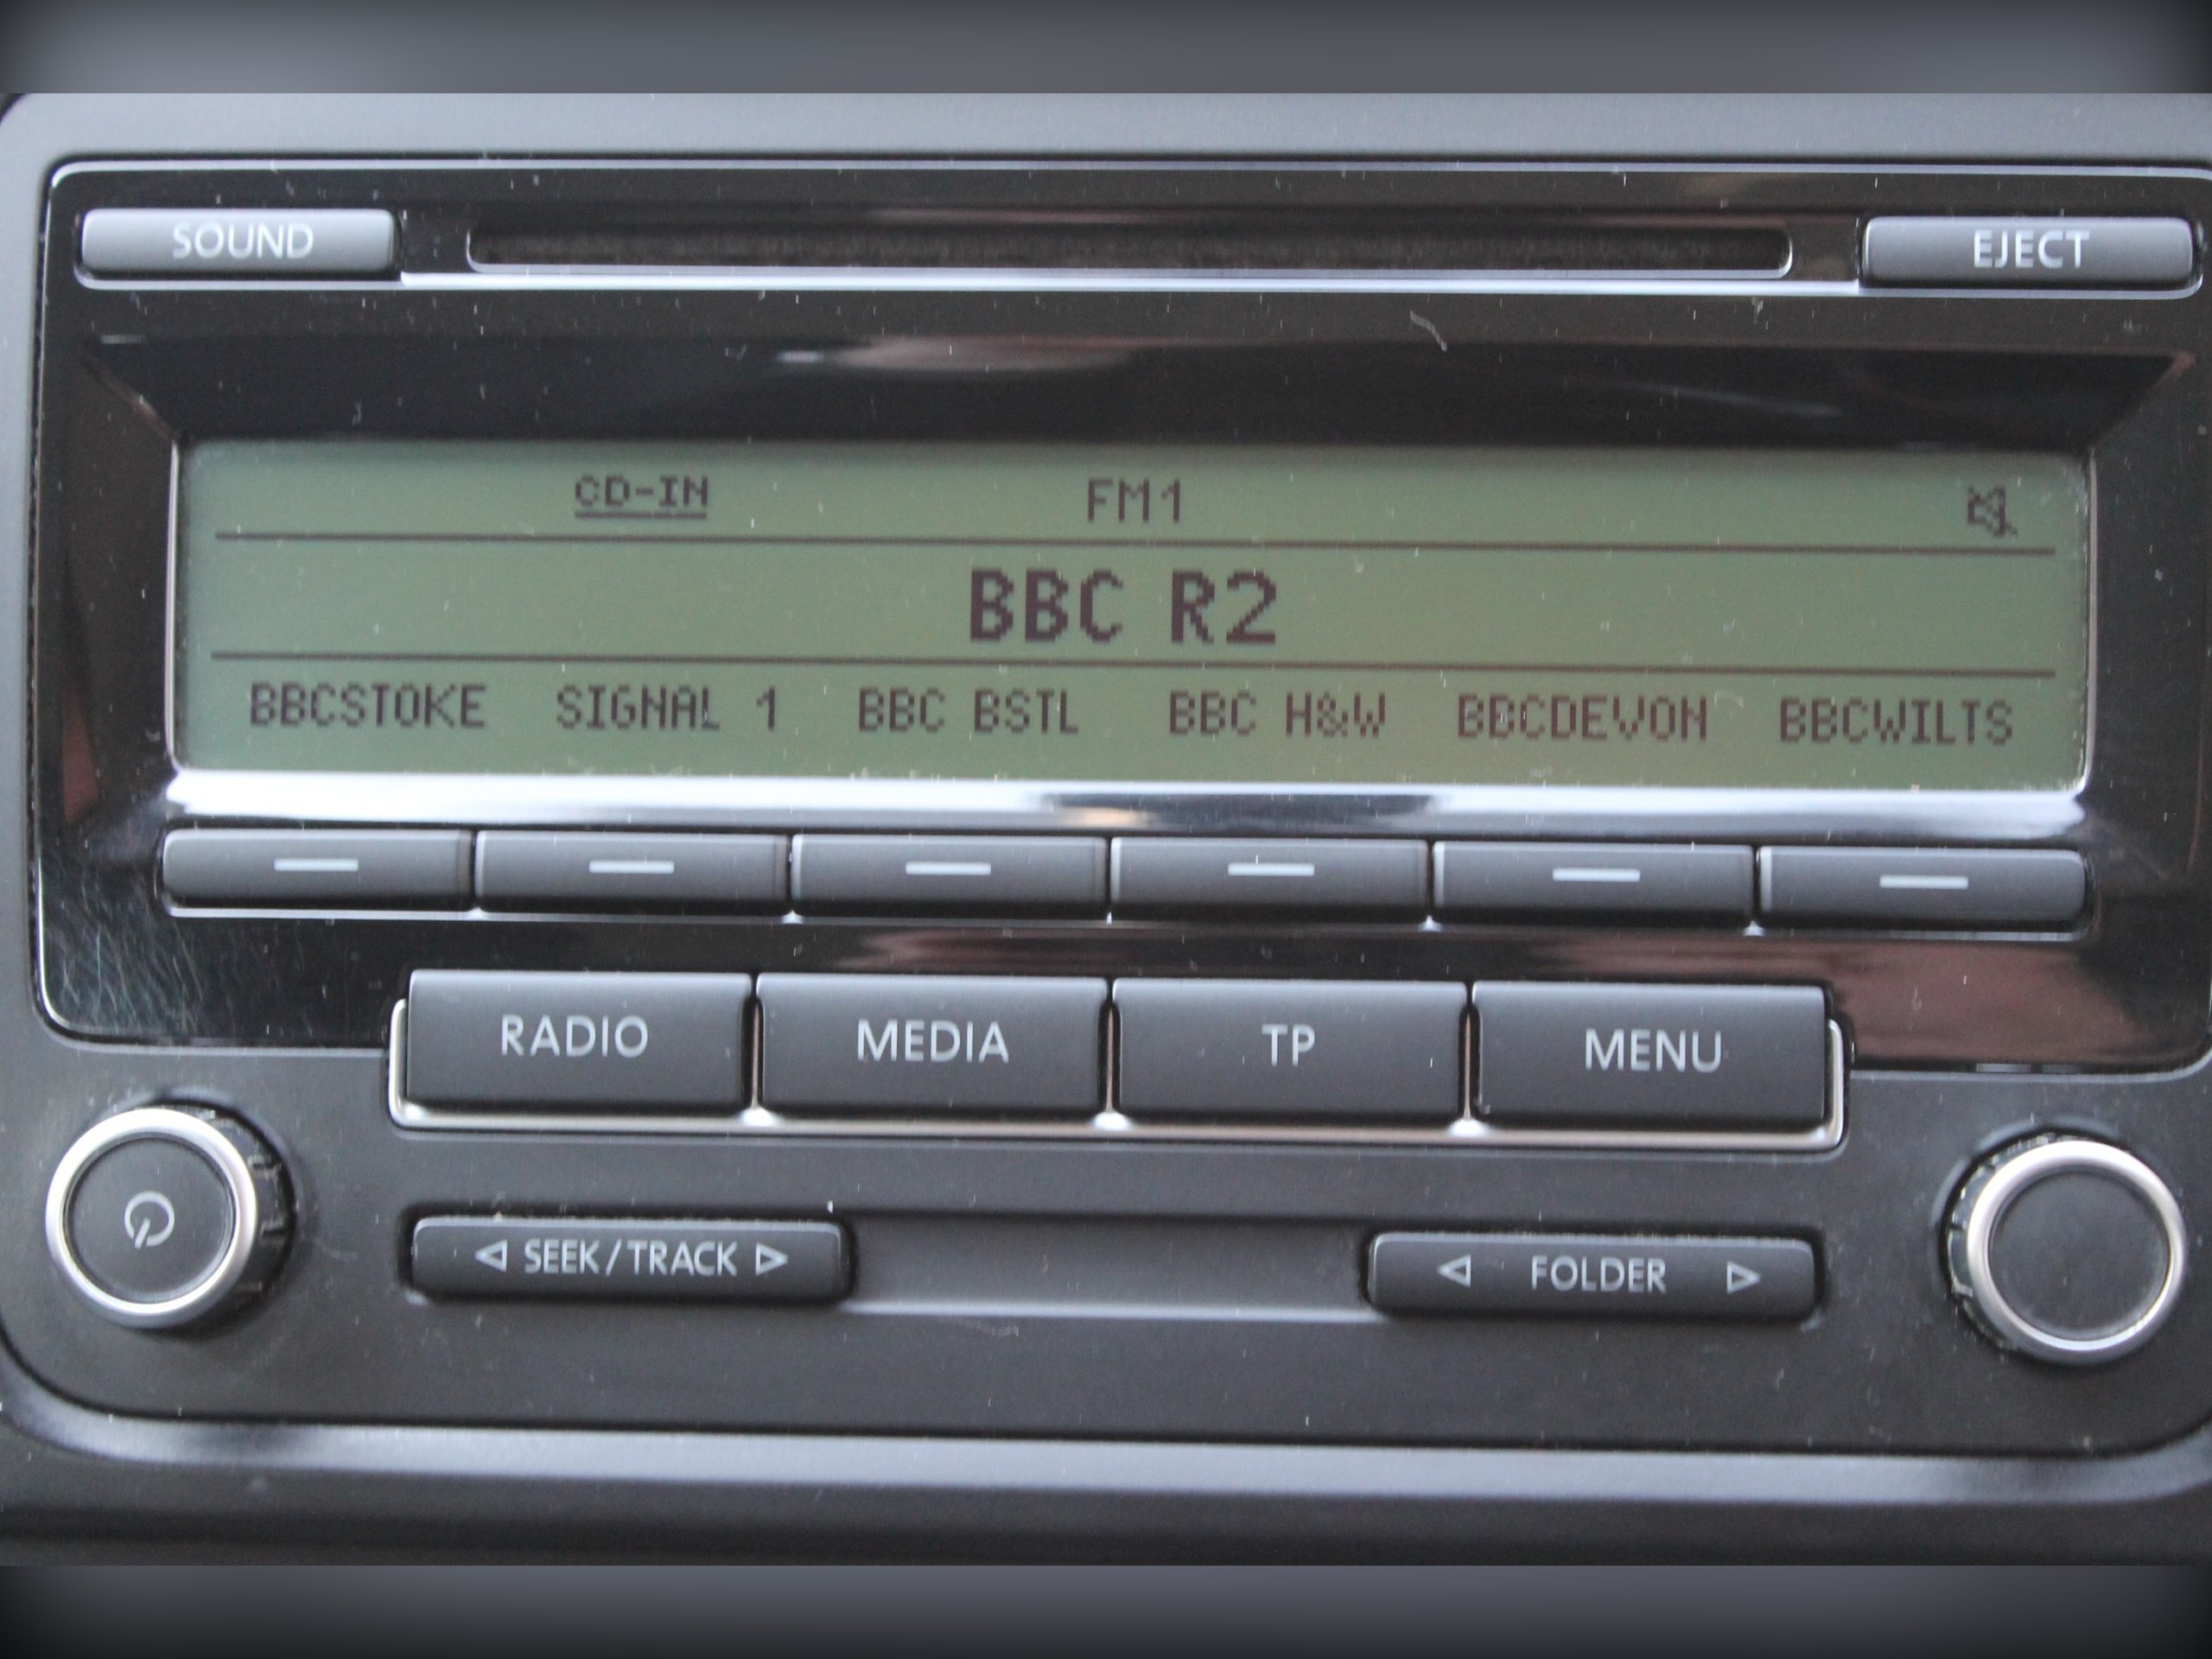 SOUND EJECT
CD-IN FM1
BBC R2
BBCSTOKE SIGNAL 1 BBC BSTL BBC H&W BBCDEVON BBCWILTS
RADIO MEDIA TP MENU
SEEK/TRACK FOLDER